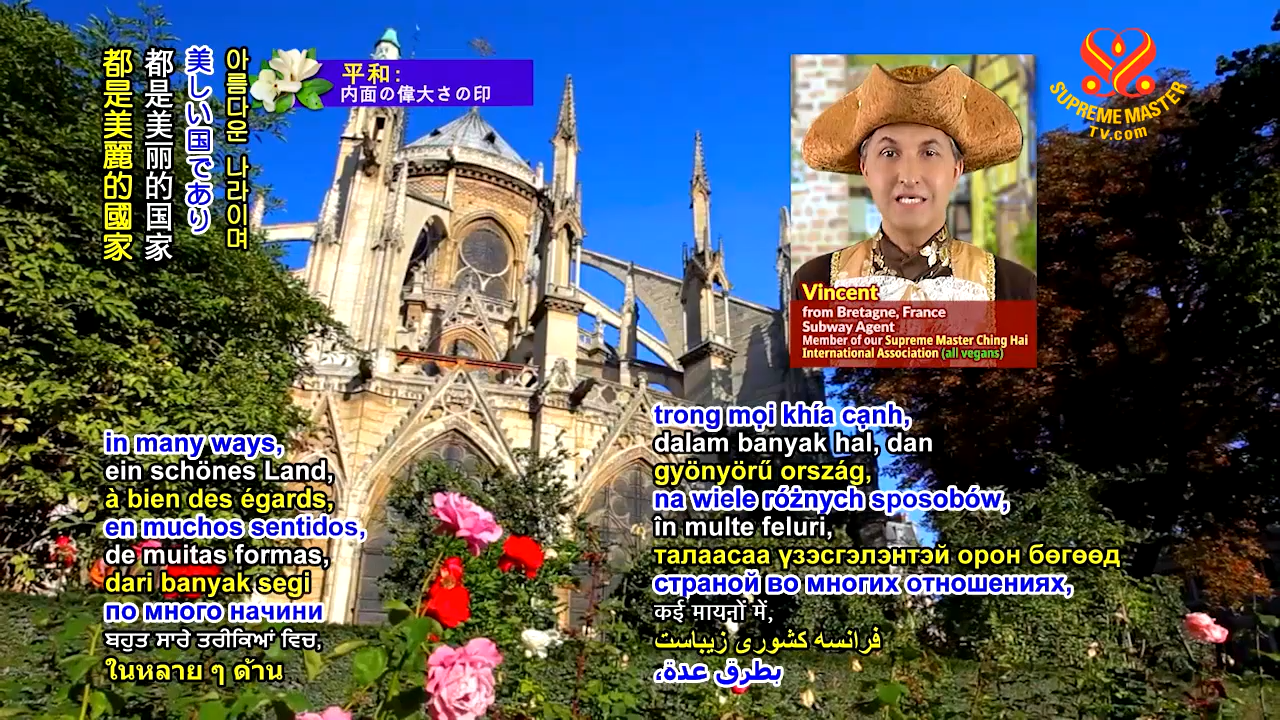 都是美麗的國家
都是美丽的国家
美しい国であり
아름다운 나라이며
平和:
内面の偉大さの印
SUPREME MASTER
TV.com
Vincent
from Bretagne, France
Subway Agent
Member of our Supreme Master Ching Hai
International Association (all vegans)
in many ways,
ein schönes Land,
à bien des égards,
en muchos sentidos,
de muitas formas,
dari banyak segi
по много начини
ਬਹੁਤ ਸਾਰੇ ਤਰੀਕਿਆਂ ਵਿਚ,
ในหลาย ๆ ด้าน
trong mọi khía cạnh,
dalam banyak hal, dan
gyönyörű ország,
na wiele różnych sposobów,
în multe feluri,
талаасаа үзэсгэлэнтэй орон бөгөөд
страной во многих отношениях,
कई मायनों में,
فرانسه کشوری زیباست
بطرق عدة،